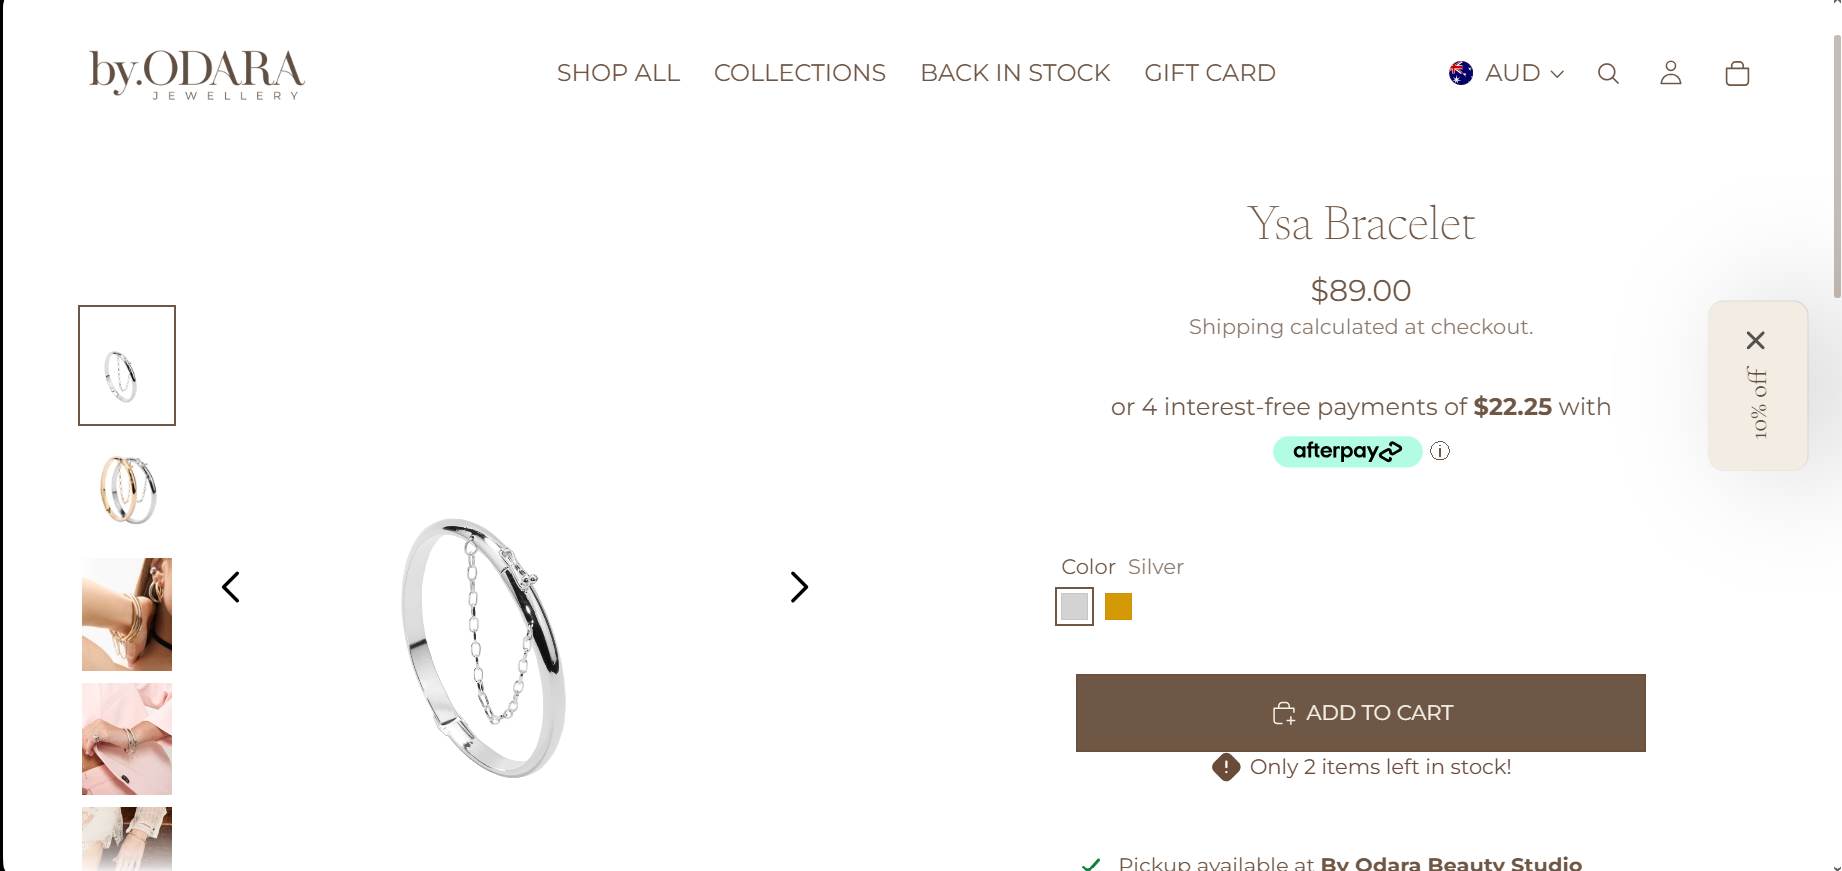 by.ODARA
JEWELLERY
SHOP ALL
COLLECTIONS
BACK IN STOCK
GIFT CARD
AUD
Ysa Bracelet
$89.00
Shipping calculated at checkout.
or 4 interest-free payments of $22.25 with
afterpay
10% off
Color Silver
ADD TO CART
Only 2 items left in stock!
Pickup available at By Odara Beauty Studio